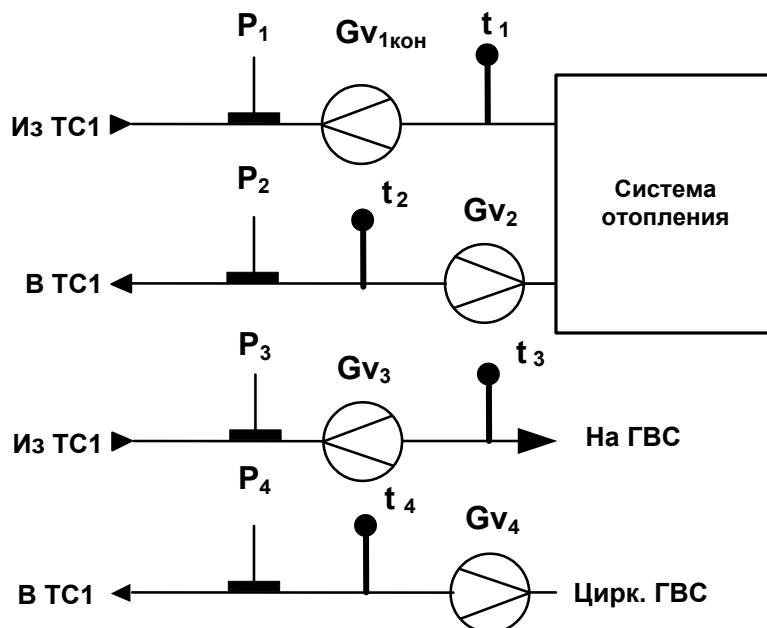 P1 Gv1кон t1
Из ТС1
Система
отопления
P2 t2 Gv2
В ТС1
P3 Gv3 t3
Из ТС1 На ГВС
P4 t4 Gv4
В ТС1 Цирк. ГВС